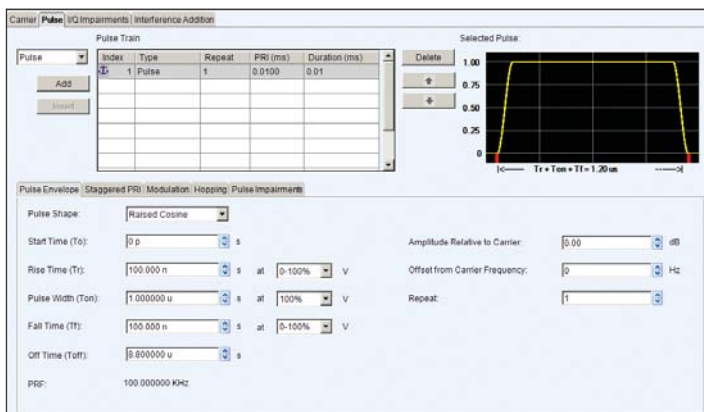 Carrier Pulse I/Q Impairments Interference Addition
Pulse Train
Selected Pulse:
Pulse
Add
Insert
Index Type Repeat PRI (ms) Duration (ms)
1 Pulse 1 0.0100 0.01
Delete
1.00
0.75
0.50
0.25
0
Tr + Ton + Tf = 1.20 us
Pulse Envelope Staggered PRI Modulation Hopping Pulse Impairments
Pulse Shape: Raised Cosine
Start Time (To): 0 p s
Amplitude Relative to Carrier: 0.00 dB
Rise Time (Tr): 100.000 n s at 0-100% V
Offset from Carrier Frequency: 0 Hz
Pulse Width (Ton): 1.000000 u s at 100% V
Repeat: 1
Fall Time (Tf): 100.000 n s at 0-100% V
Off Time (Toff): 8.800000 u s
PRF: 100.000000 KHz